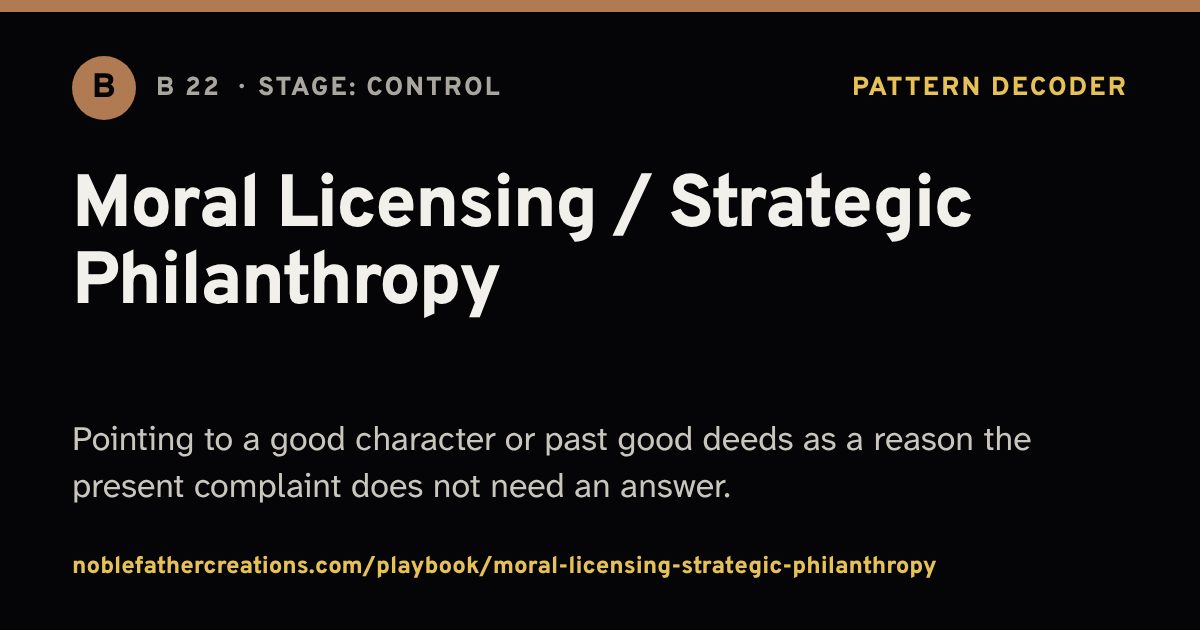 B
B 22 · STAGE: CONTROL
PATTERN DECODER
Moral Licensing / Strategic
Philanthropy
Pointing to a good character or past good deeds as a reason the
present complaint does not need an answer.
noblefathercreations.com/playbook/moral-licensing-strategic-philanthropy